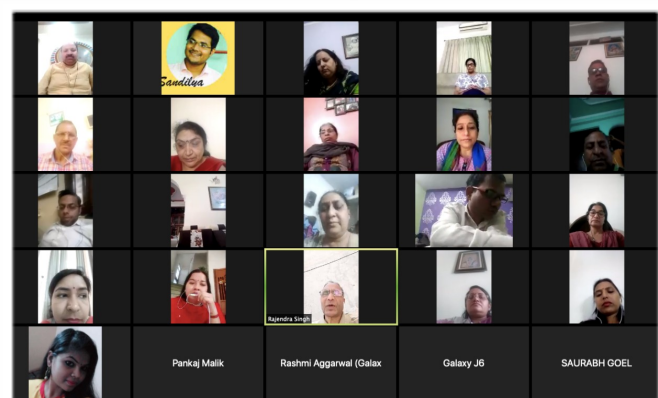 Sandilya
Rajendra Singh
Pankaj Malik
Rashmi Aggarwal (Galax
Galaxy J6
SAURABH GOEL